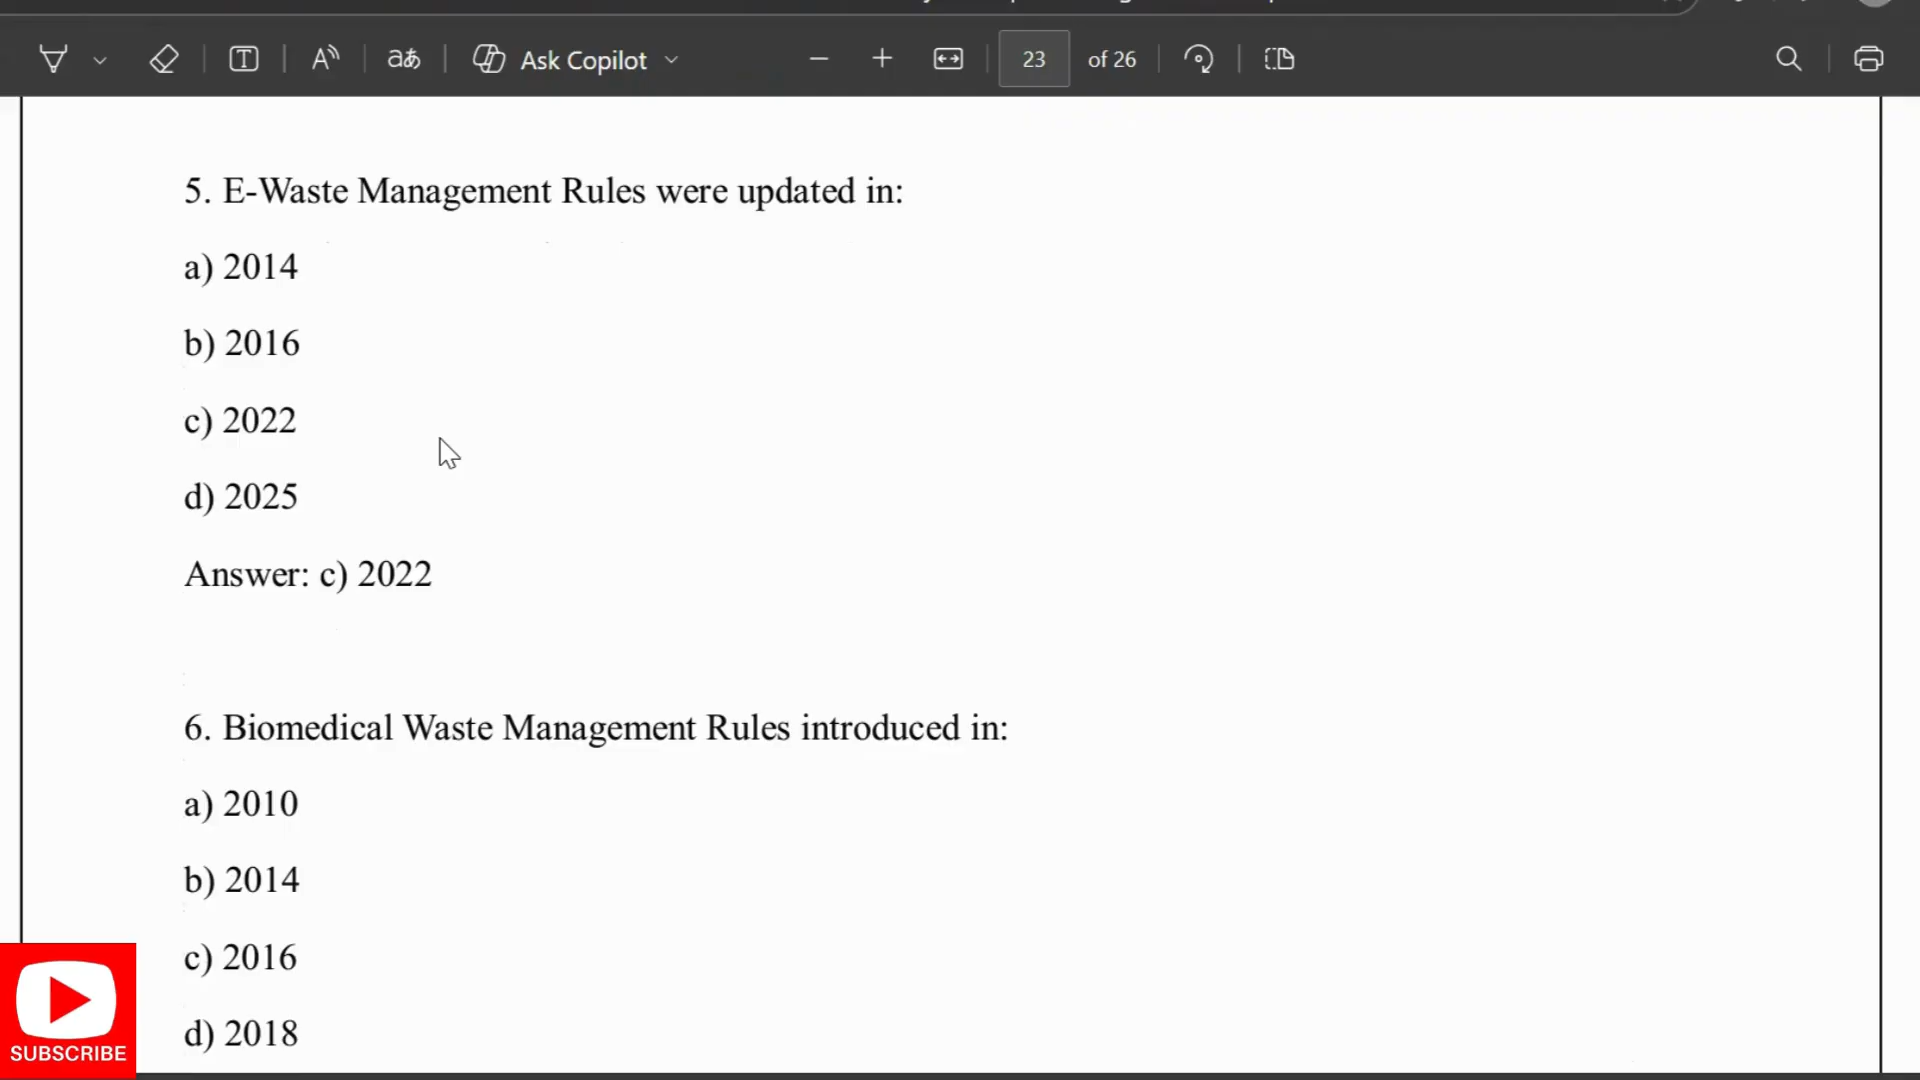 Ask Copilot
23
of 26
5. E-Waste Management Rules were updated in:
a) 2014
b) 2016
c) 2022
d) 2025
Answer: c) 2022
6. Biomedical Waste Management Rules introduced in:
a) 2010
b) 2014
c) 2016
d) 2018
SUBSCRIBE